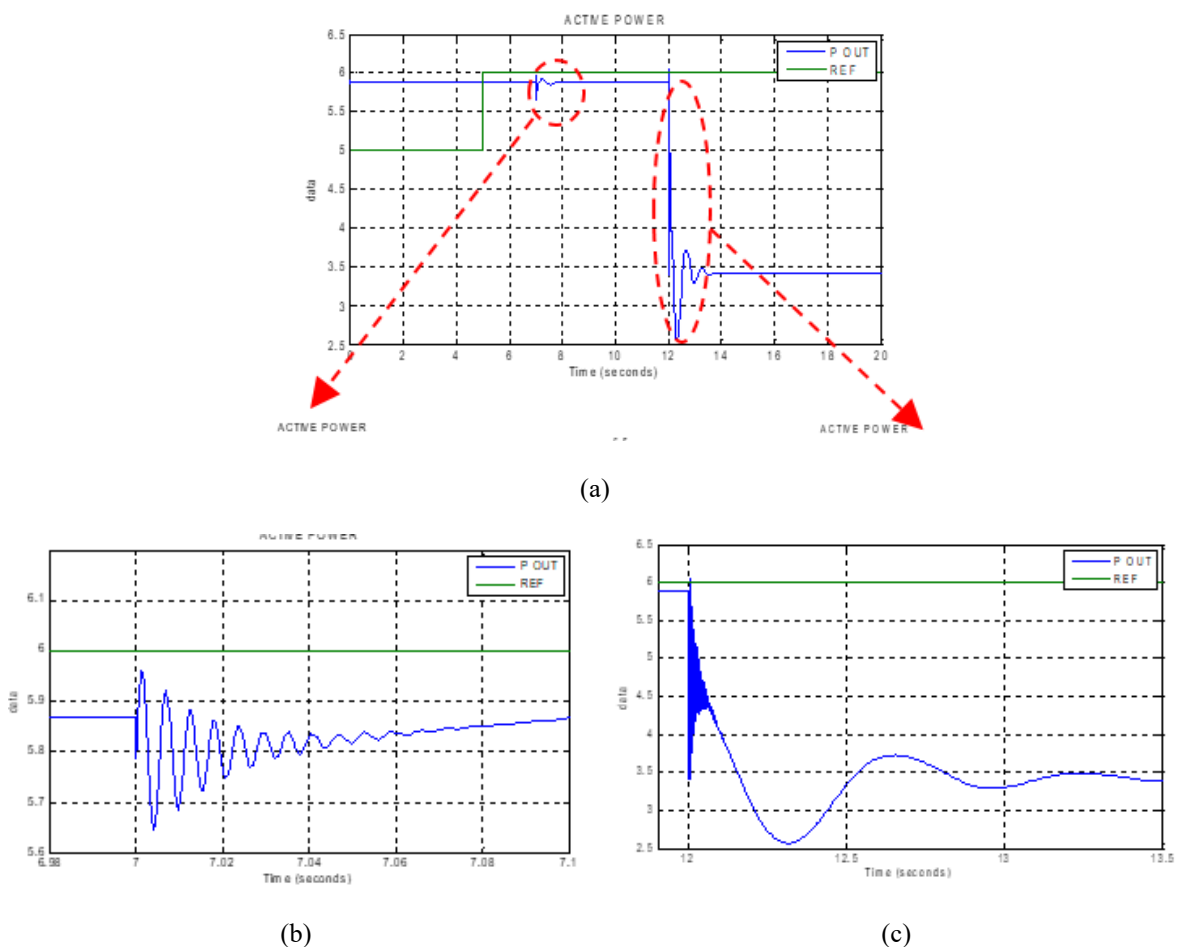 ACTIVE POWER
6.5
6
5.5
5
4.5
4
3.5
3
2.5
data
P OUT
REF
0 2 4 6 8 10 12 14 16 18 20
Time (seconds)
ACTIVE POWER
ACTIVE POWER
(a)
ACTIVE POWER
6.1
6
5.9
5.8
5.7
5.6
data
P OUT
REF
6.98 7 7.02 7.04 7.06 7.08 7.1
Time (seconds)
(b)
6.5
6
5.5
5
4.5
4
3.5
3
2.5
data
P OUT
REF
12 12.5 13 13.5
Time (seconds)
(c)